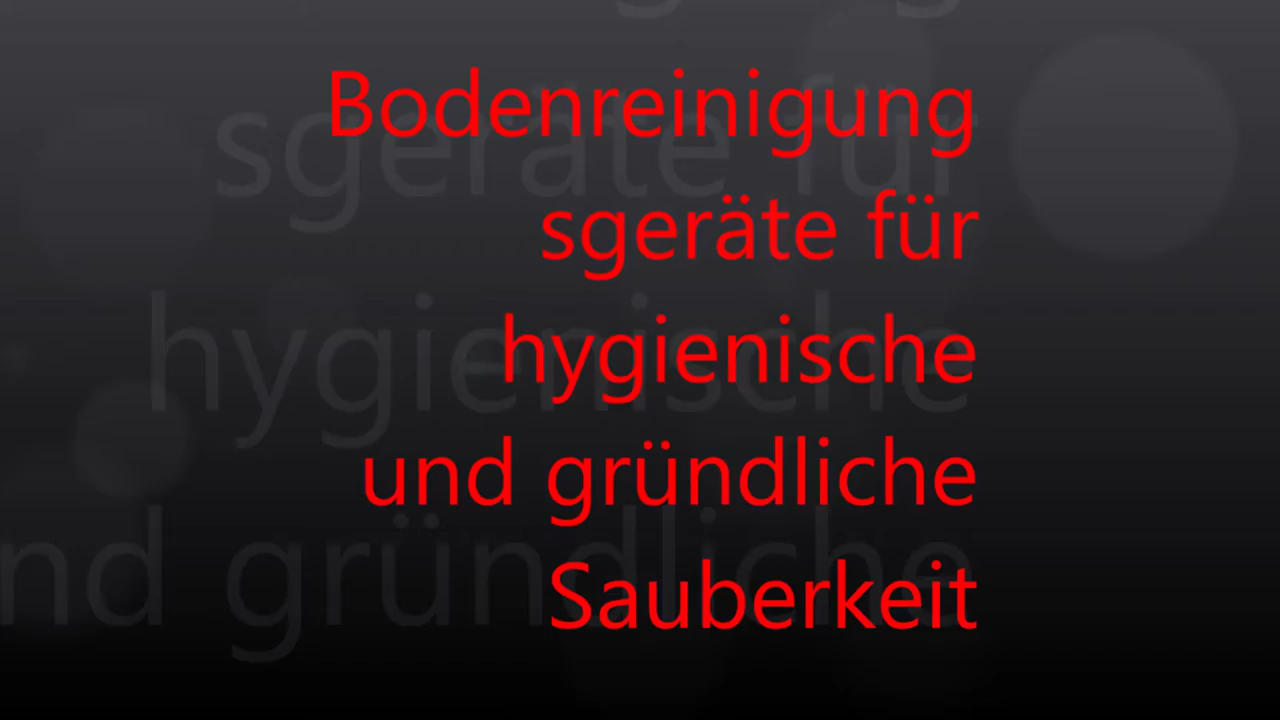 Bodenreinigung
sgeräte für
hygienische
und gründliche
Sauberkeit